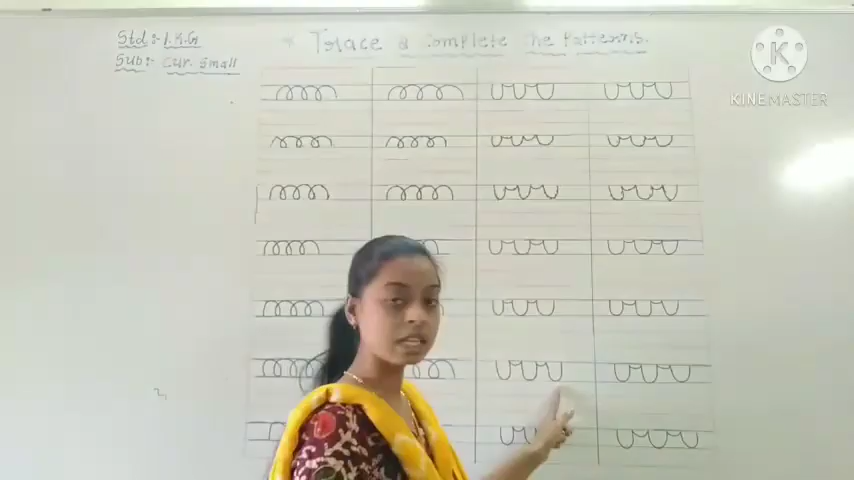 Std:- L.K.G
Sub:- Cur. Small
Trace & Complete the Patterns.
K
KINEMASTER